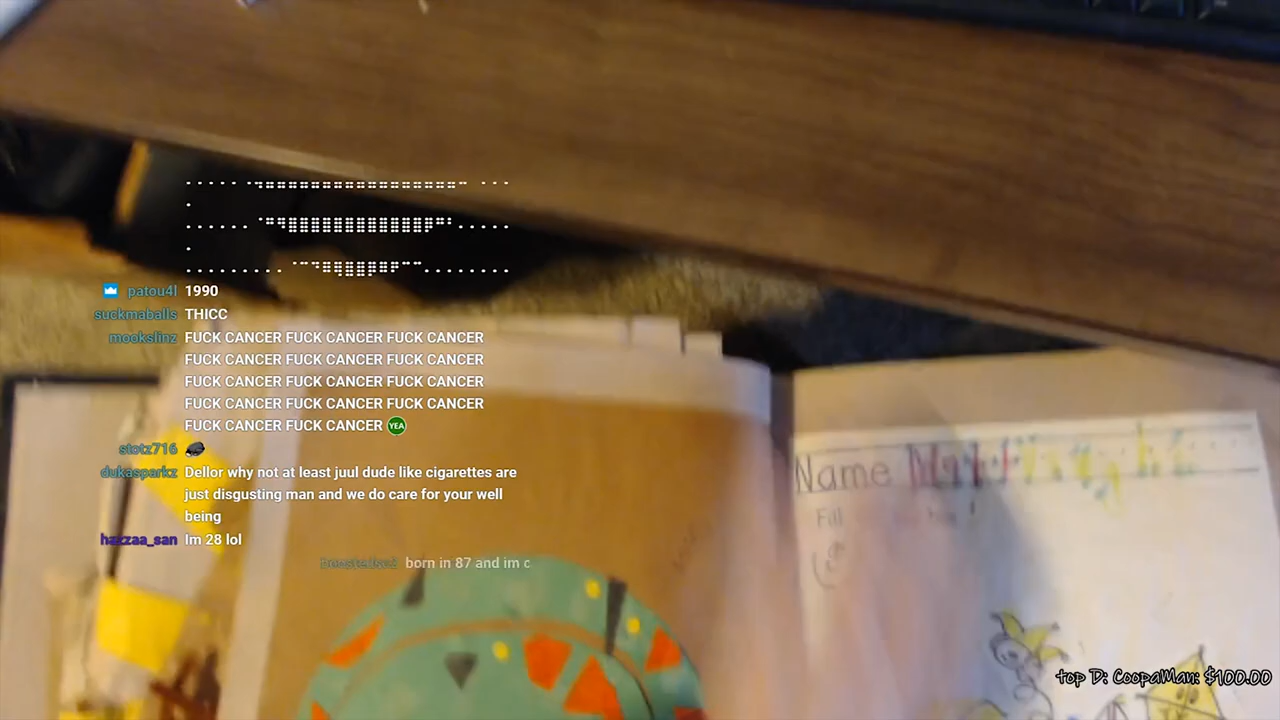 patou4l 1990
suckmaballs THICC
mookslinz FUCK CANCER FUCK CANCER FUCK CANCER
FUCK CANCER FUCK CANCER FUCK CANCER
FUCK CANCER FUCK CANCER FUCK CANCER
FUCK CANCER FUCK CANCER FUCK CANCER
FUCK CANCER FUCK CANCER YEA
stotz716
dukasparkz Dellor why not at least juul dude like cigarettes are
just disgusting man and we do care for your well
being
hazzaa_san Im 28 lol
born in 87 and im c
Name
Fill
top D: CoopaMan: $100.00